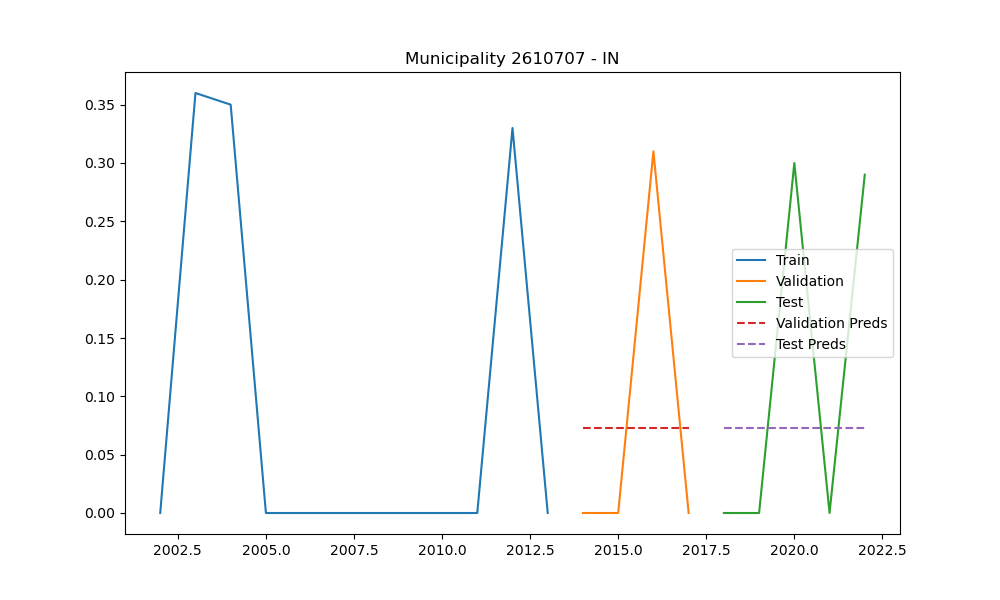 Municipality 2610707 - IN
0.35
0.30
0.25
0.20
0.15
0.10
0.05
0.00
Train
Validation
Test
Validation Preds
Test Preds
2002.5 2005.0 2007.5 2010.0 2012.5 2015.0 2017.5 2020.0 2022.5